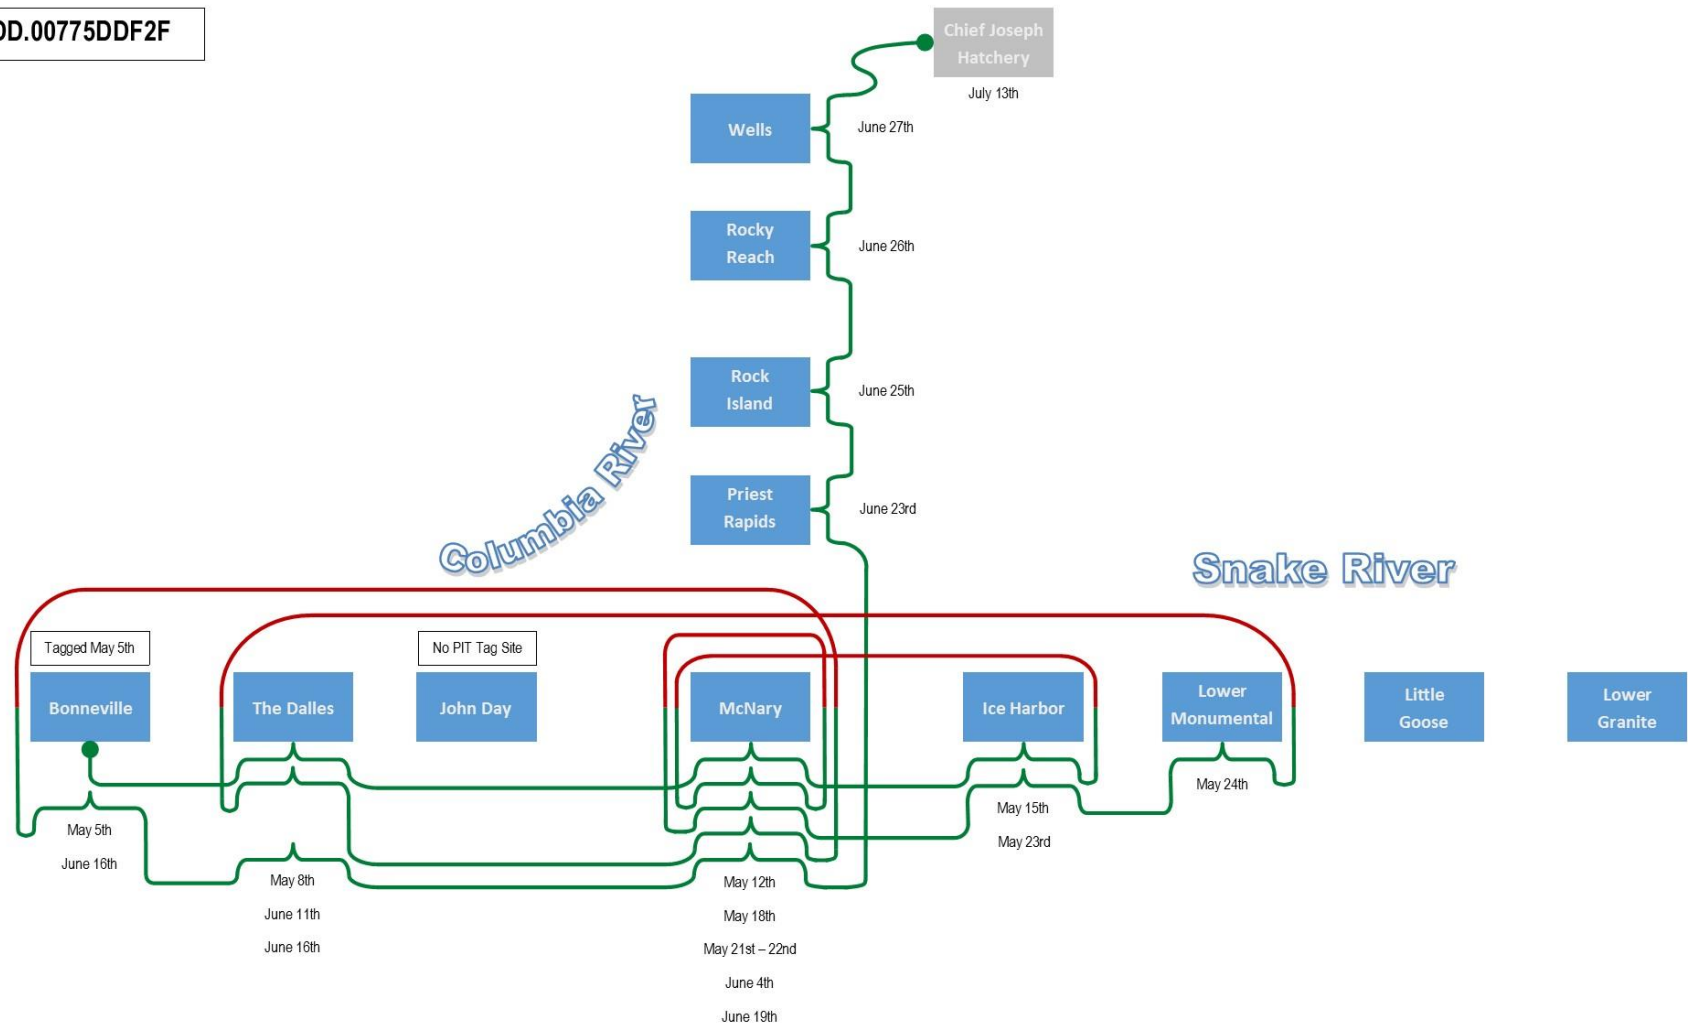 DD.00775DDF2F
Chief Joseph
Hatchery
July 13th
Wells
June 27th
Rocky
Reach
June 26th
Rock
Island
June 25th
Priest
Rapids
June 23rd
Columbia River
Snake River
Tagged May 5th
No PIT Tag Site
Bonneville
The Dalles
John Day
McNary
Ice Harbor
Lower
Monumental
Little
Goose
Lower
Granite
May 5th
June 16th
May 8th
June 11th
June 16th
May 12th
May 18th
May 21st – 22nd
June 4th
June 19th
May 15th
May 23rd
May 24th